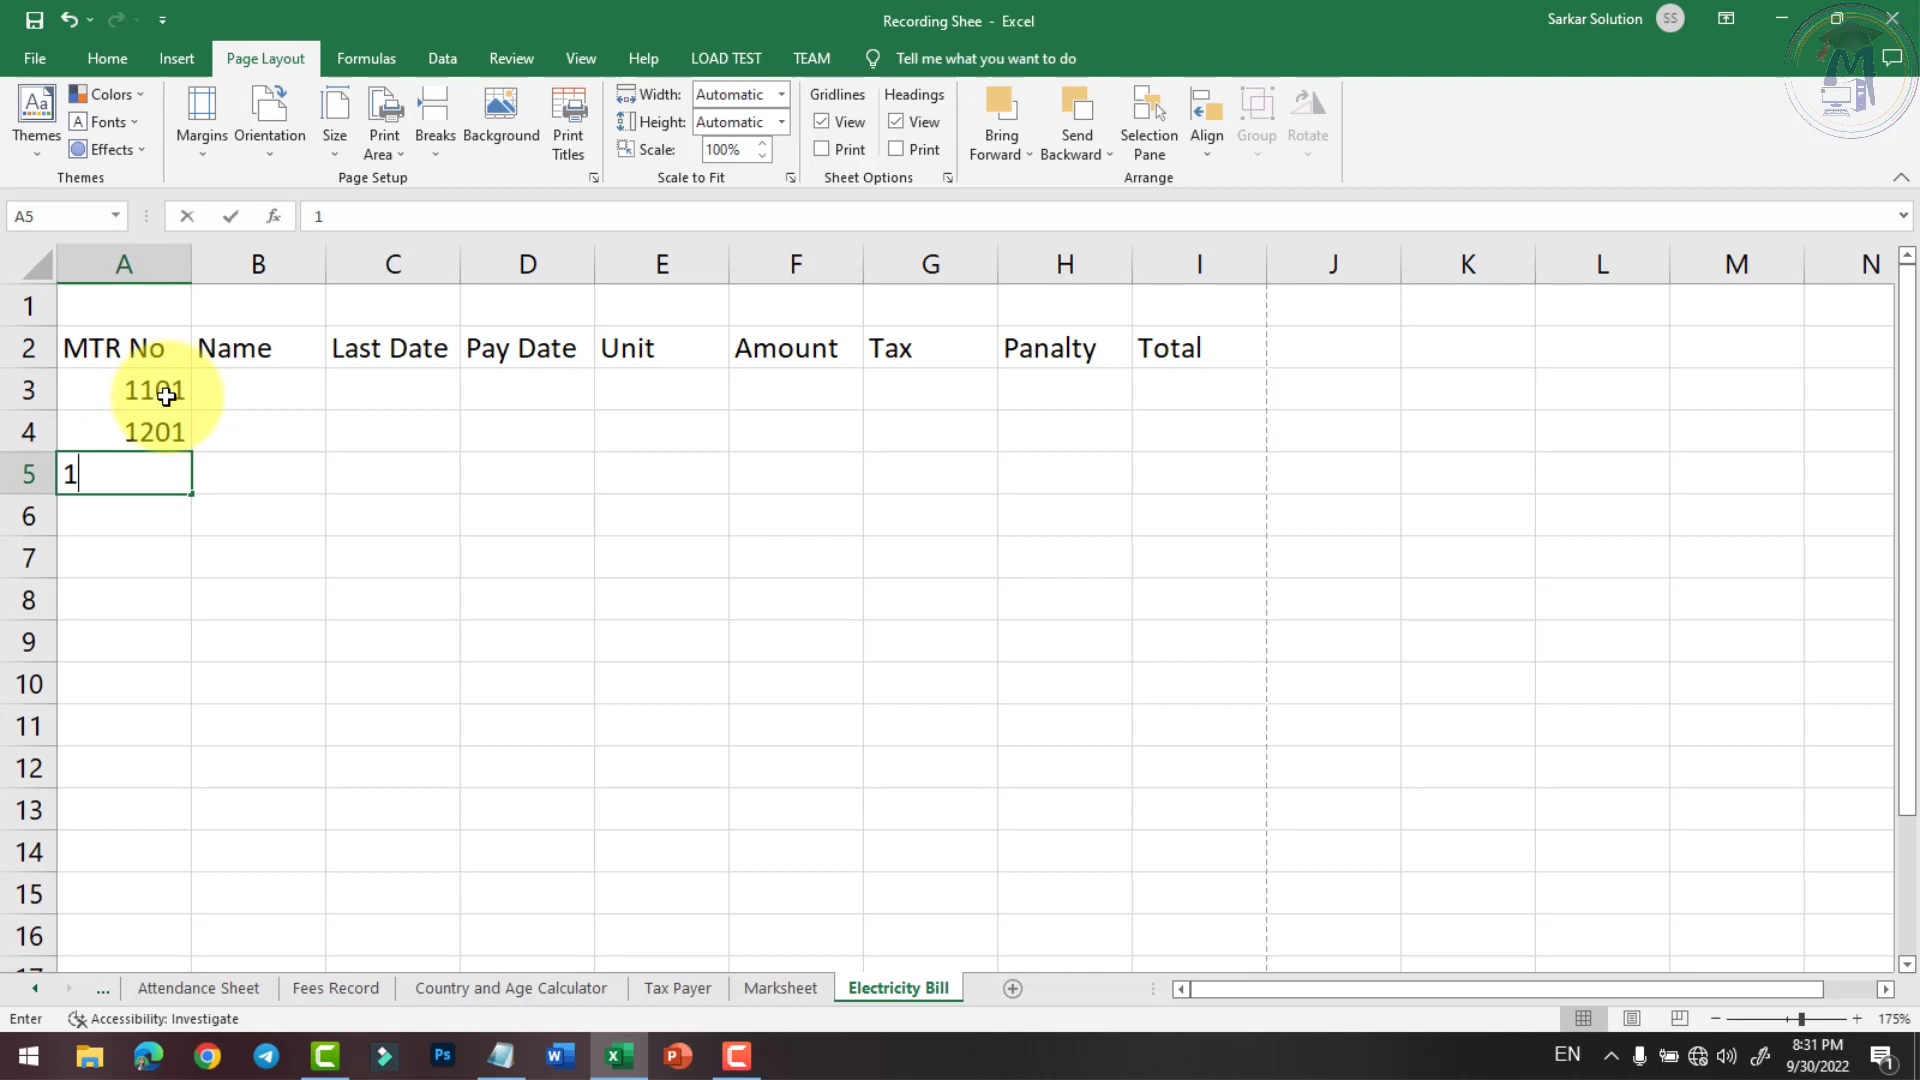 Recording Shee - Excel
Sarkar Solution SS
File Home Insert Page Layout Formulas Data Review View Help LOAD TEST TEAM Tell me what you want to do
Themes
Colors
Fonts
Effects
Themes
Margins Orientation Size Print Area Breaks Background Print Titles
Page Setup
Width: Automatic
Height: Automatic
Scale: 100%
Scale to Fit
Gridlines Headings
View View
Print Print
Sheet Options
Bring Forward Send Backward Selection Pane Align Group Rotate
Arrange
A5 fx 1
A B C D E F G H I J K L M N
1
2 MTR No Name Last Date Pay Date Unit Amount Tax Panalty Total
3 1101
4 1201
5 1
6
7
8
9
10
11
12
13
14
15
16
17
... Attendance Sheet Fees Record Country and Age Calculator Tax Payer Marksheet Electricity Bill
Enter Accessibility: Investigate 175%
EN 8:31 PM
9/30/2022